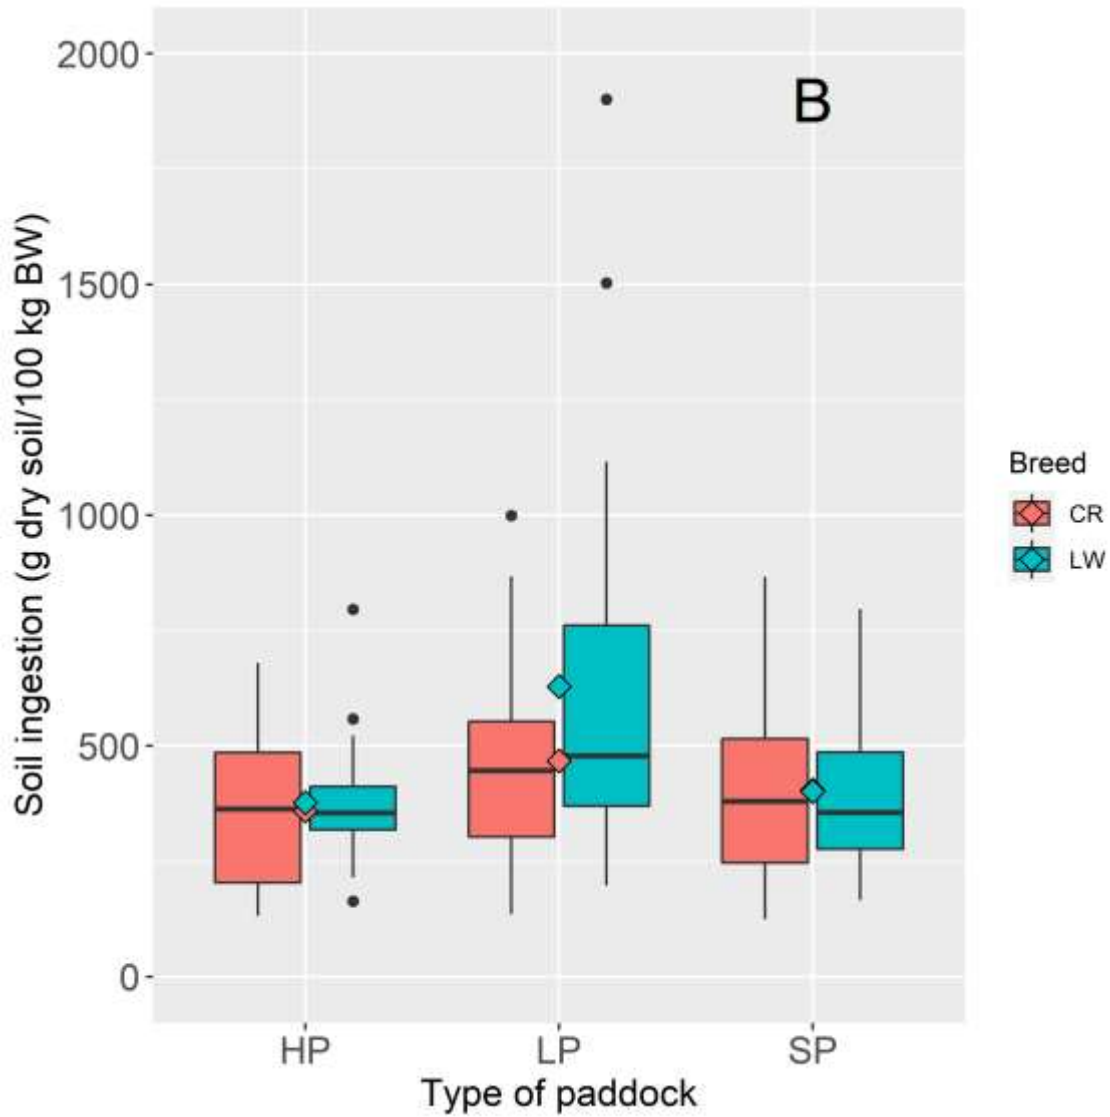 B
2000
1500
1000
500
0
Soil ingestion (g dry soil/100 kg BW)
HP LP SP
Type of paddock
Breed
CR
LW